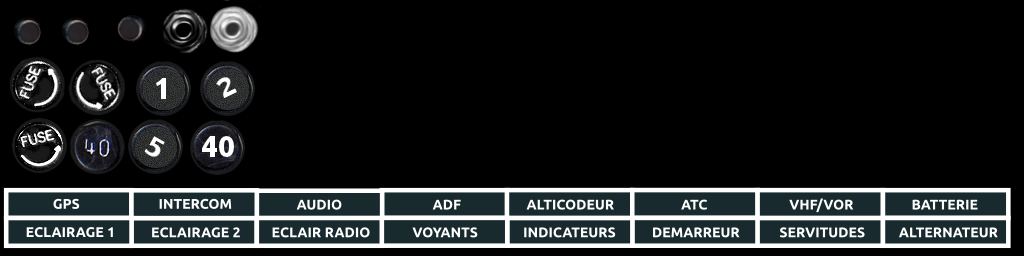 FUSE FUSE 1 2
FUSE 40 5 40
GPS INTERCOM AUDIO ADF ALTICODEUR ATC VHF/VOR BATTERIE
ECLAIRAGE 1 ECLAIRAGE 2 ECLAIR RADIO VOYANTS INDICATEURS DEMARREUR SERVITUDES ALTERNATEUR